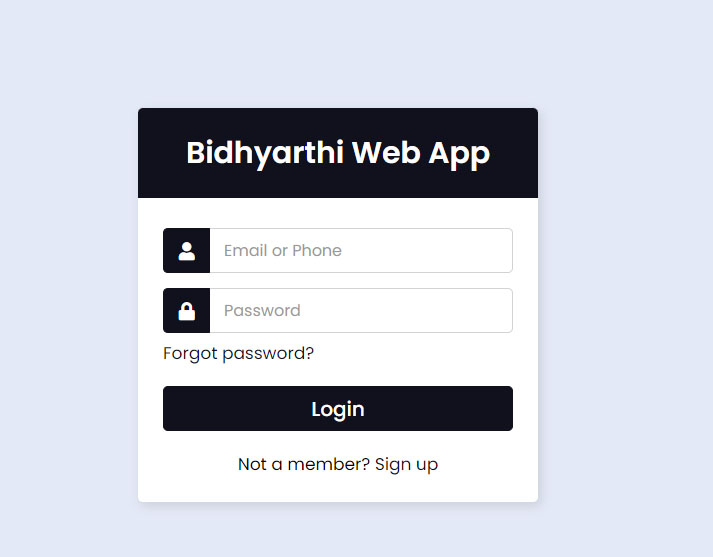 Bidhyarthi Web App
Email or Phone
Password
Forgot password?
Login
Not a member? Sign up